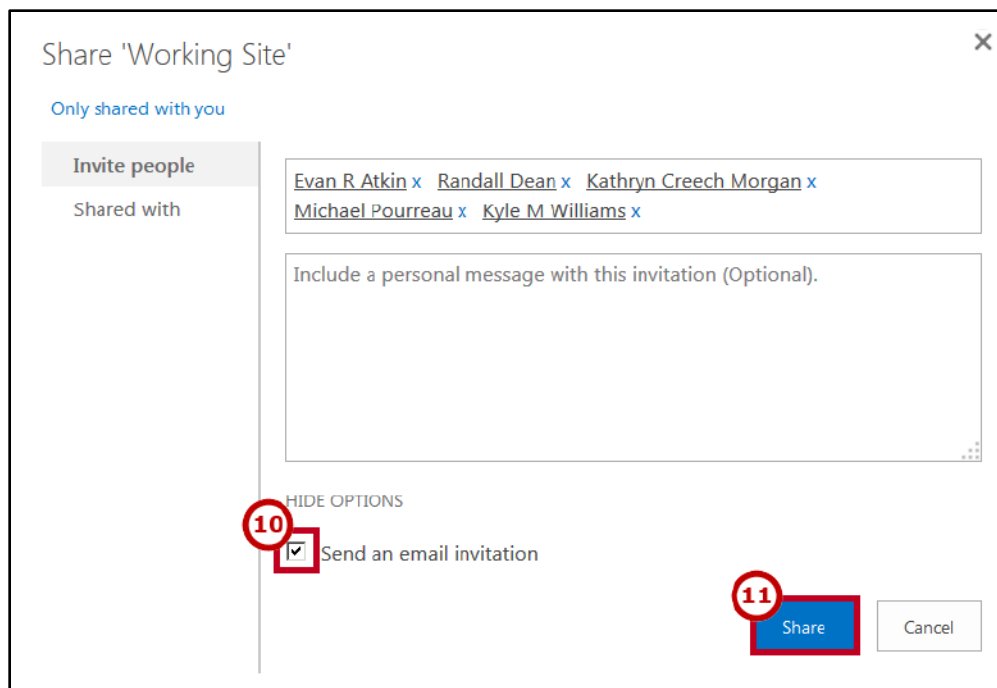 Share 'Working Site'
Only shared with you
Invite people
Shared with
Evan R Atkin x Randall Dean x Kathryn Creech Morgan x
Michael Pourreau x Kyle M Williams x
Include a personal message with this invitation (Optional).
HIDE OPTIONS
10
Send an email invitation
11
Share
Cancel